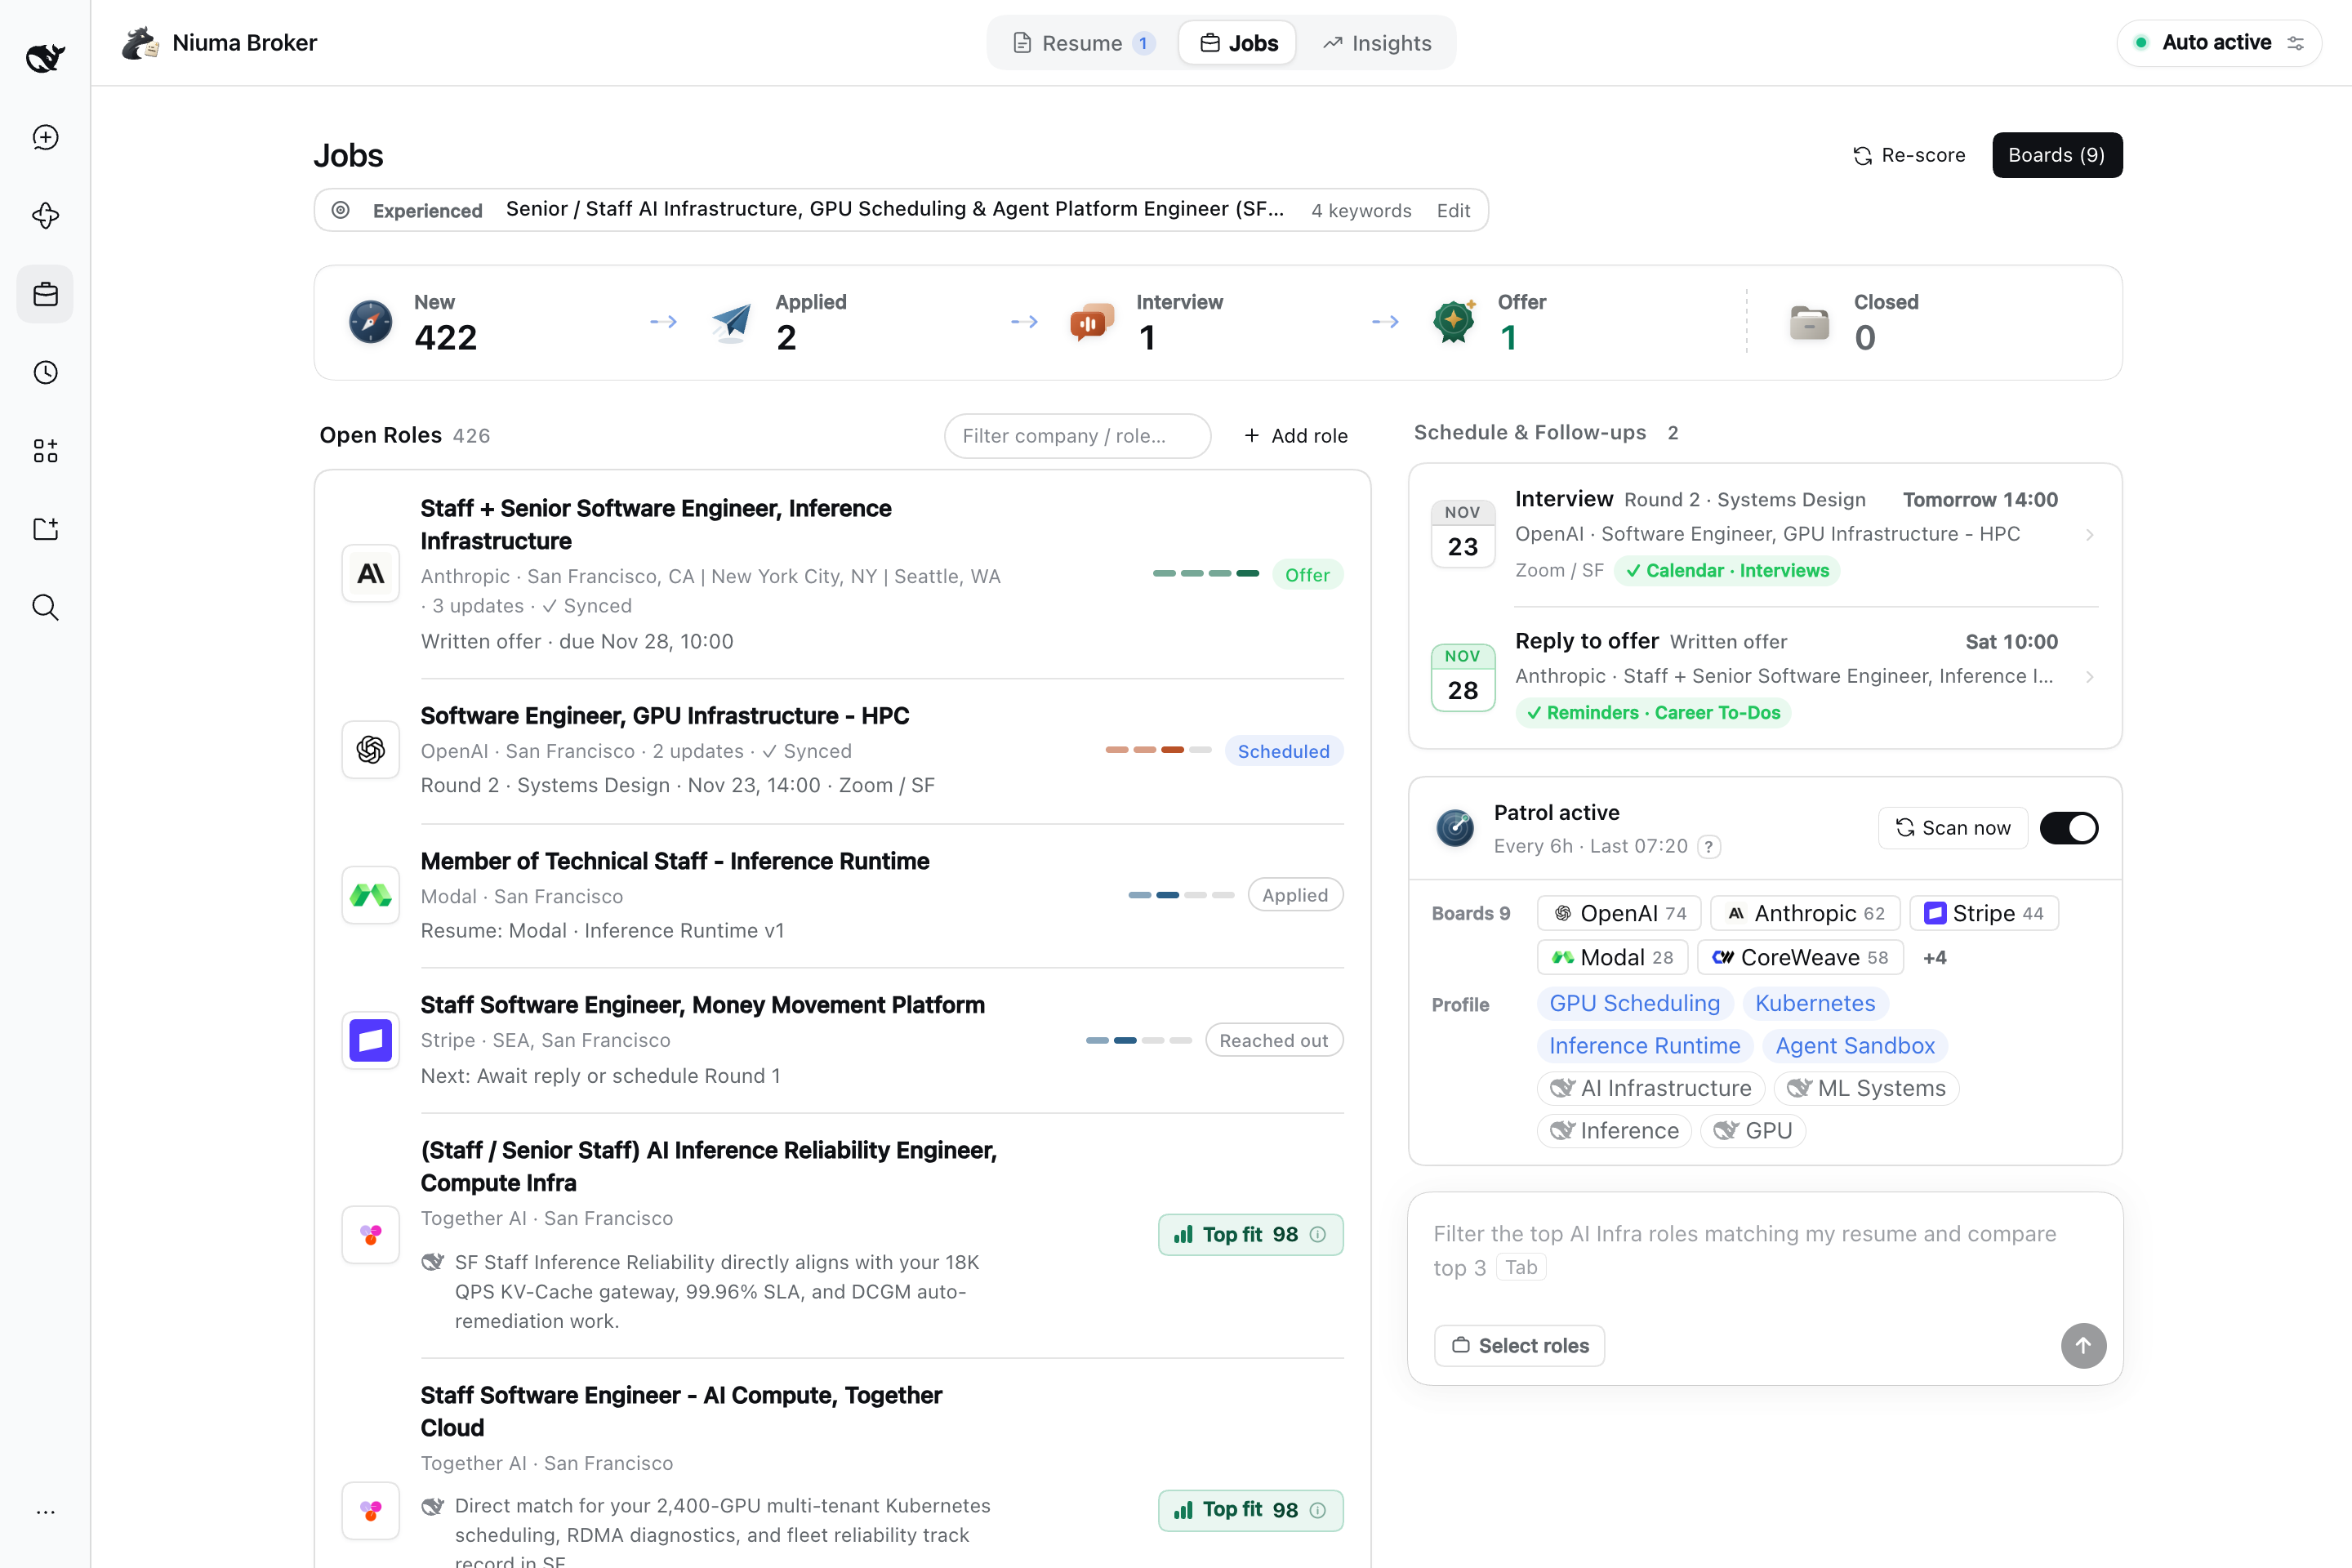 Niuma Broker
Resume 1
Jobs
Insights
Auto active
Jobs
Re-score
Boards (9)
Experienced Senior / Staff AI Infrastructure, GPU Scheduling & Agent Platform Engineer (SF... 4 keywords Edit
New
422
Applied
2
Interview
1
Offer
1
Closed
0
Open Roles 426
Filter company / role...
+ Add role
Staff + Senior Software Engineer, Inference
Infrastructure
Anthropic · San Francisco, CA | New York City, NY | Seattle, WA
· 3 updates · ✓ Synced
Written offer · due Nov 28, 10:00
Offer
Software Engineer, GPU Infrastructure - HPC
OpenAI · San Francisco · 2 updates · ✓ Synced
Round 2 · Systems Design · Nov 23, 14:00 · Zoom / SF
Scheduled
Member of Technical Staff - Inference Runtime
Modal · San Francisco
Resume: Modal · Inference Runtime v1
Applied
Staff Software Engineer, Money Movement Platform
Stripe · SEA, San Francisco
Next: Await reply or schedule Round 1
Reached out
(Staff / Senior Staff) AI Inference Reliability Engineer,
Compute Infra
Together AI · San Francisco
SF Staff Inference Reliability directly aligns with your 18K
QPS KV-Cache gateway, 99.96% SLA, and DCGM auto-
remediation work.
Top fit 98
Staff Software Engineer - AI Compute, Together
Cloud
Together AI · San Francisco
Direct match for your 2,400-GPU multi-tenant Kubernetes
scheduling, RDMA diagnostics, and fleet reliability track
record in SF
Top fit 98
Schedule & Follow-ups 2
NOV
23
Interview Round 2 · Systems Design Tomorrow 14:00
OpenAI · Software Engineer, GPU Infrastructure - HPC
Zoom / SF ✓ Calendar · Interviews
NOV
28
Reply to offer Written offer Sat 10:00
Anthropic · Staff + Senior Software Engineer, Inference I...
✓ Reminders · Career To-Dos
Patrol active
Every 6h · Last 07:20 ?
Scan now
Boards 9
OpenAI 74
Anthropic 62
Stripe 44
Modal 28
CoreWeave 58
+4
Profile
GPU Scheduling
Kubernetes
Inference Runtime
Agent Sandbox
AI Infrastructure
ML Systems
Inference
GPU
Filter the top AI Infra roles matching my resume and compare
top 3 Tab
Select roles